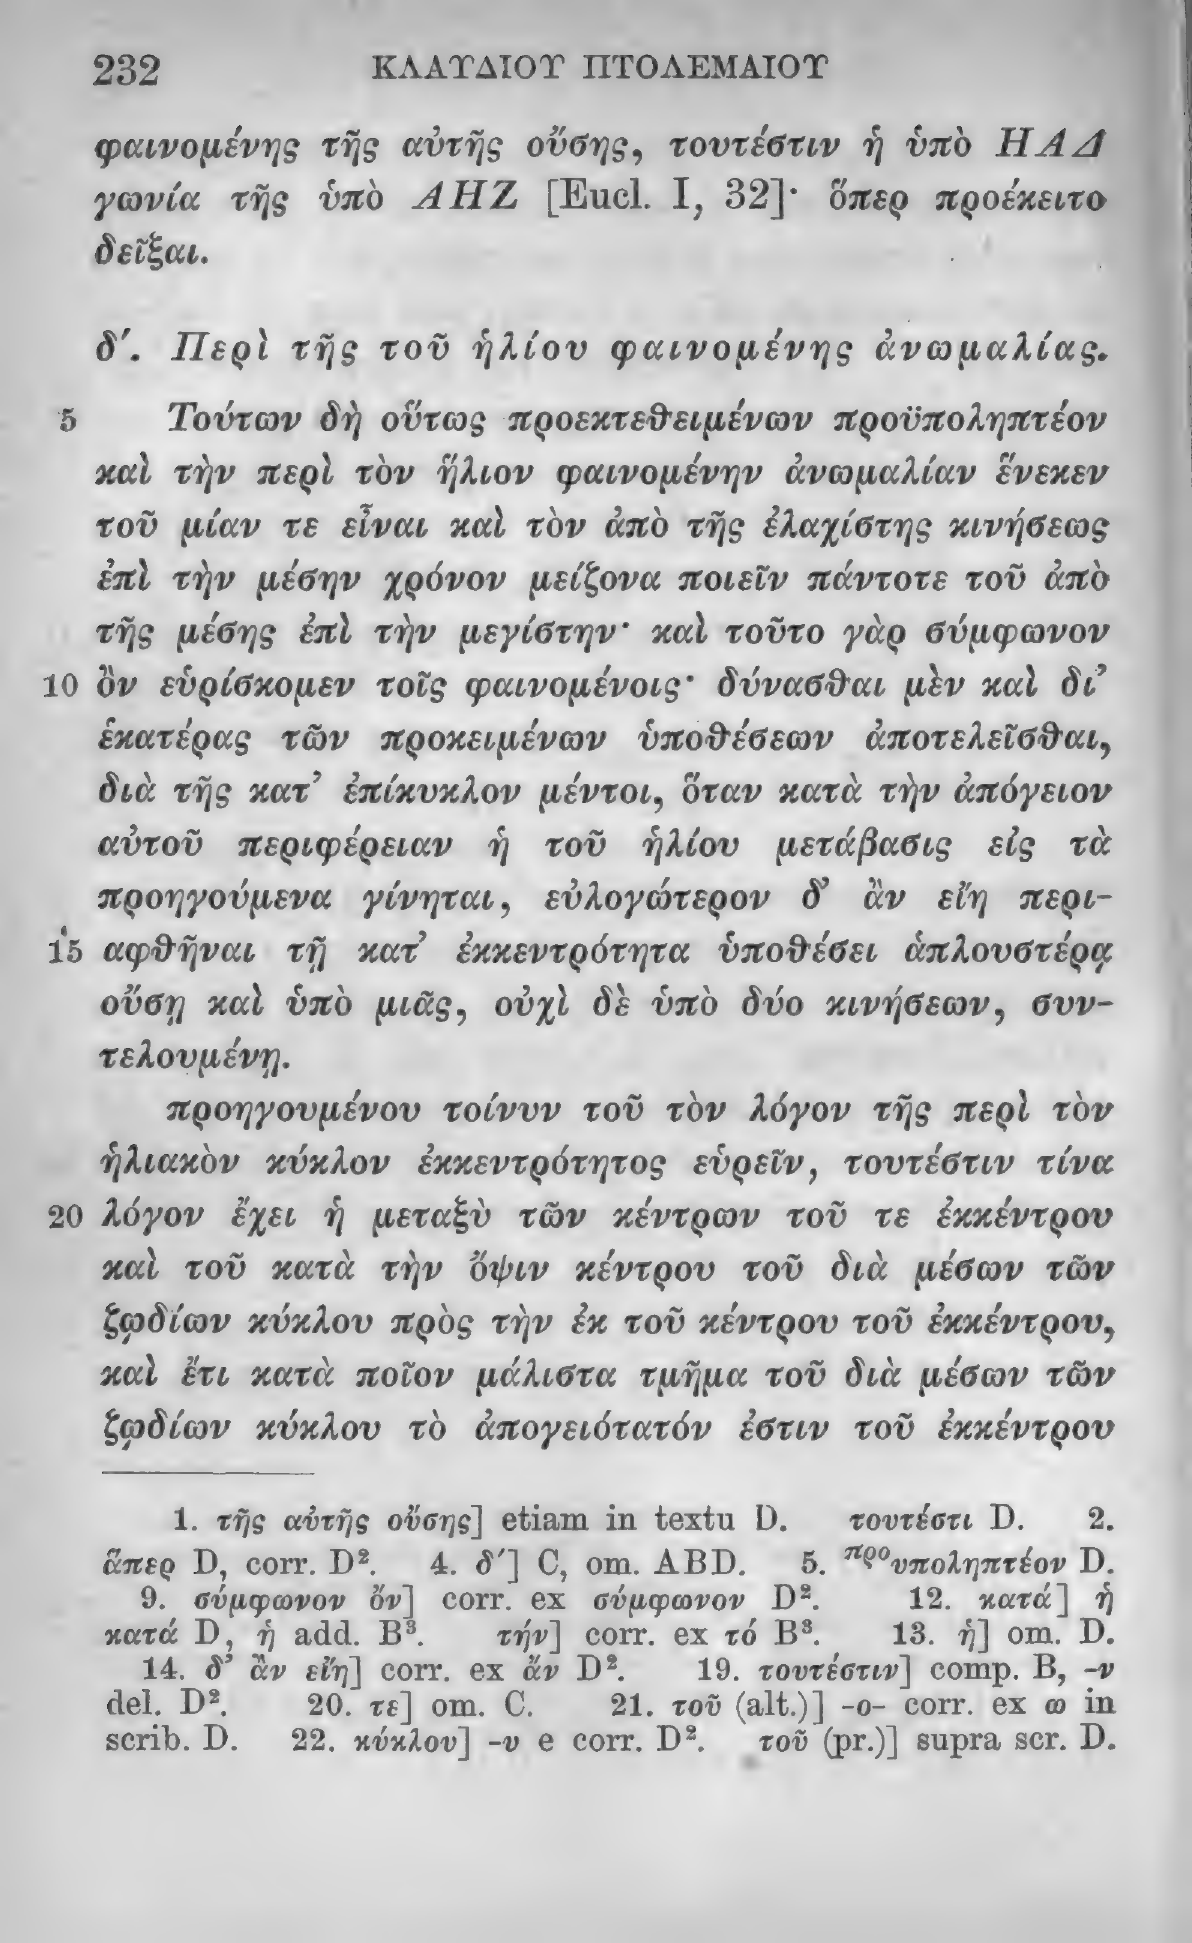 232 ΚΛΑΥΔΙΟΥ ΠΤΟΛΕΜΑΙΟΥ
φαινομένης τῆς αὐτῆς οὔσης, τουτέστιν ἡ ὑπὸ ΗΑΔ
γωνία τῆς ὑπὸ ΑΗΖ [Eucl. I, 32]· ὅπερ προέκειτο
δεῖξαι.
δ′. Περὶ τῆς τοῦ ἡλίου φαινομένης ἀνωμαλίας.
5 Τούτων δὴ οὕτως προεκτεθειμένων προϋποληπτέον
καὶ τὴν περὶ τὸν ἥλιον φαινομένην ἀνωμαλίαν ἕνεκεν
τοῦ μίαν τε εἶναι καὶ τὸν ἀπὸ τῆς ἐλαχίστης κινήσεως
ἐπὶ τὴν μέσην χρόνον μείζονα ποιεῖν πάντοτε τοῦ ἀπὸ
τῆς μέσης ἐπὶ τὴν μεγίστην· καὶ τοῦτο γὰρ σύμφωνον
10 ὂν εὑρίσκομεν τοῖς φαινομένοις· δύνασθαι μὲν καὶ δι’
ἑκατέρας τῶν προκειμένων ὑποθέσεων ἀποτελεῖσθαι,
διὰ τῆς κατ’ ἐπίκυκλον μέντοι, ὅταν κατὰ τὴν ἀπόγειον
αὐτοῦ περιφέρειαν ἡ τοῦ ἡλίου μετάβασις εἰς τὰ
προηγούμενα γίνηται, εὐλογώτερον δ’ ἂν εἴη περι-
15 αφθῆναι τῇ κατ’ ἐκκεντρότητα ὑποθέσει ἁπλουστέρᾳ
οὔσῃ καὶ ὑπὸ μιᾶς, οὐχὶ δὲ ὑπὸ δύο κινήσεων, συν-
τελουμένῃ.
προηγουμένου τοίνυν τοῦ τὸν λόγον τῆς περὶ τὸν
ἡλιακὸν κύκλον ἐκκεντρότητος εὑρεῖν, τουτέστιν τίνα
20 λόγον ἔχει ἡ μεταξὺ τῶν κέντρων τοῦ τε ἐκκέντρου
καὶ τοῦ κατὰ τὴν ὄψιν κέντρου τοῦ διὰ μέσων τῶν
ζῳδίων κύκλου πρὸς τὴν ἐκ τοῦ κέντρου τοῦ ἐκκέντρου,
καὶ ἔτι κατὰ ποῖον μάλιστα τμῆμα τοῦ διὰ μέσων τῶν
ζῳδίων κύκλου τὸ ἀπογειότατόν ἐστιν τοῦ ἐκκέντρου
1. τῆς αὐτῆς οὔσης] etiam in textu D. τουτέστι D. 2.
ἅπερ D, corr. D². 4. δ′] C, om. ABD. 5. προυποληπτέον D.
9. σύμφωνον ὄν] corr. ex σύμφωνον D². 12. κατά] ἡ
κατά D, ἡ add. B³. τήν] corr. ex τό B³. 13. ἡ] om. D.
14. δ’ ἂν εἴη] corr. ex ἄν D². 19. τουτέστιν] comp. B, -ν
del. D². 20. τε] om. C. 21. τοῦ (alt.)] -ο- corr. ex ω in
scrib. D. 22. κύκλου] -υ e corr. D². τοῦ (pr.)] supra scr. D.